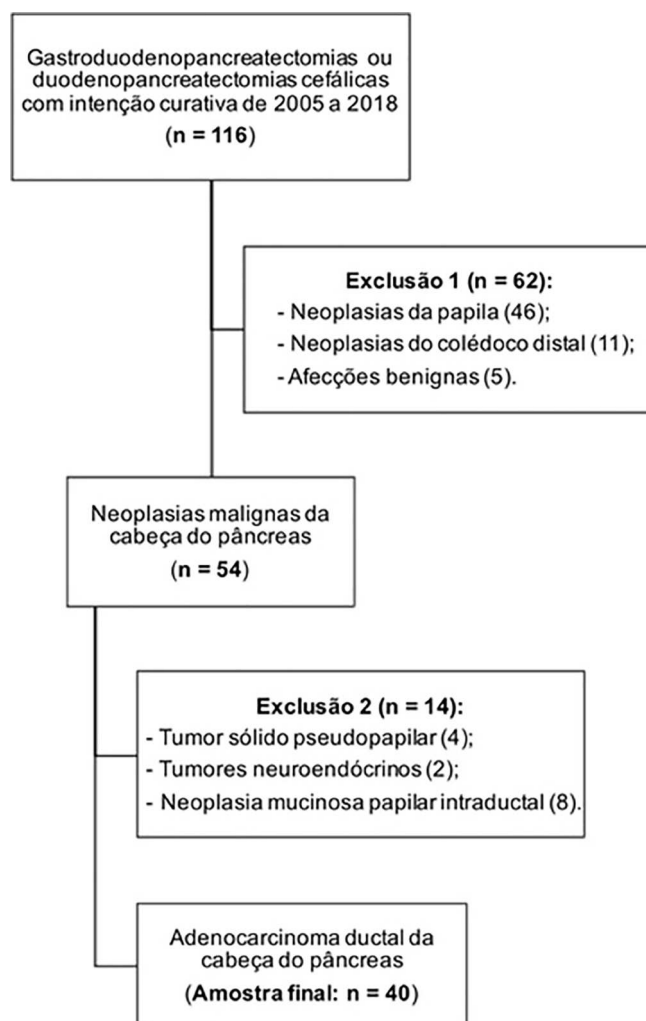 Gastroduodenopancreatectomias ou
duodenopancreatectomias cefálicas
com intenção curativa de 2005 a 2018
(n = 116)
Exclusão 1 (n = 62):
- Neoplasias da papila (46);
- Neoplasias do colédoco distal (11);
- Afecções benignas (5).
Neoplasias malignas da
cabeça do pâncreas
(n = 54)
Exclusão 2 (n = 14):
- Tumor sólido pseudopapilar (4);
- Tumores neuroendócrinos (2);
- Neoplasia mucinosa papilar intraductal (8).
Adenocarcinoma ductal da
cabeça do pâncreas
(Amostra final: n = 40)